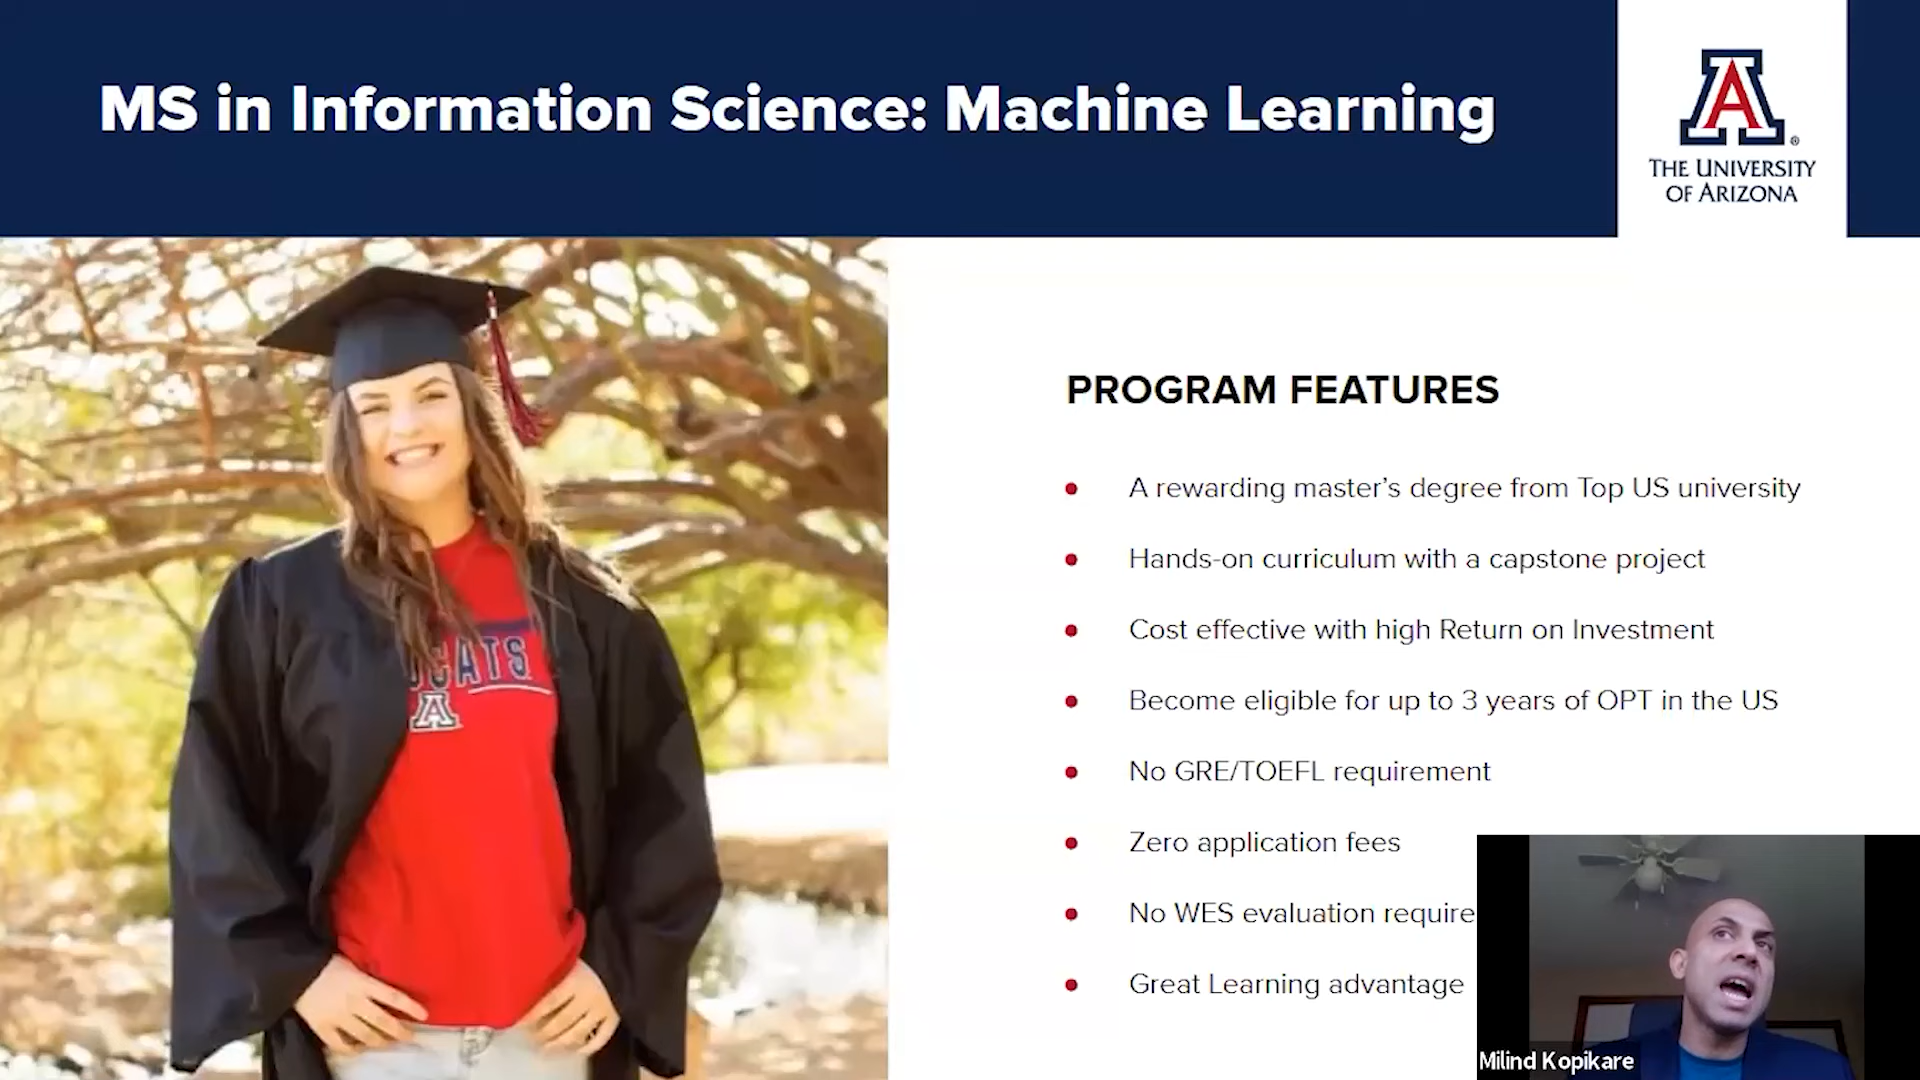 MS in Information Science: Machine Learning
A
THE UNIVERSITY
OF ARIZONA
CATS
A
PROGRAM FEATURES
• A rewarding master's degree from Top US university
• Hands-on curriculum with a capstone project
• Cost effective with high Return on Investment
• Become eligible for up to 3 years of OPT in the US
• No GRE/TOEFL requirement
• Zero application fees
• No WES evaluation require
• Great Learning advantage
Milind Kopikare